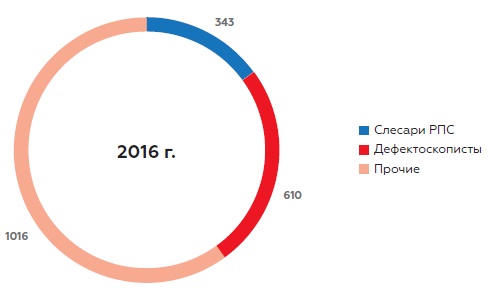 343
2016 г.
Слесари РПС
Дефектоскописты
Прочие
610
1016